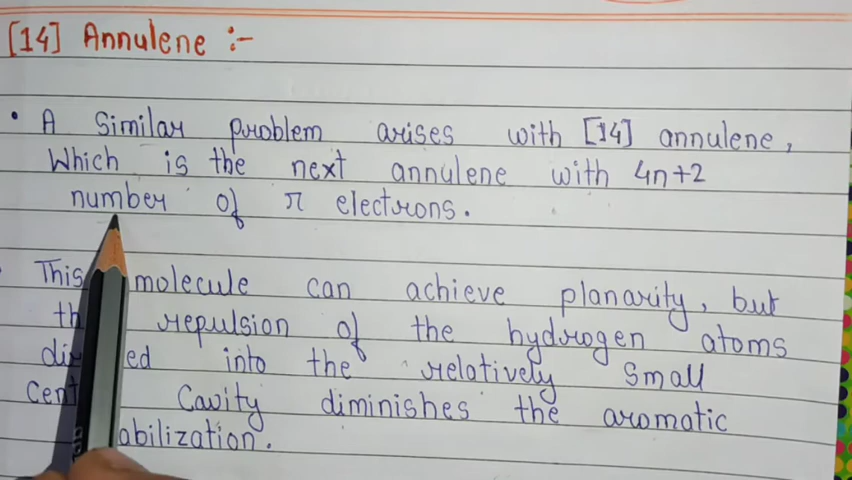 [14] Annulene :-
• A Similar problem arises with [14] annulene,
Which is the next annulene with 4n+2
number of π electrons.
This molecule can achieve planarity, but
repulsion of the hydrogen atoms
into the relatively small
Cavity diminishes the aromatic